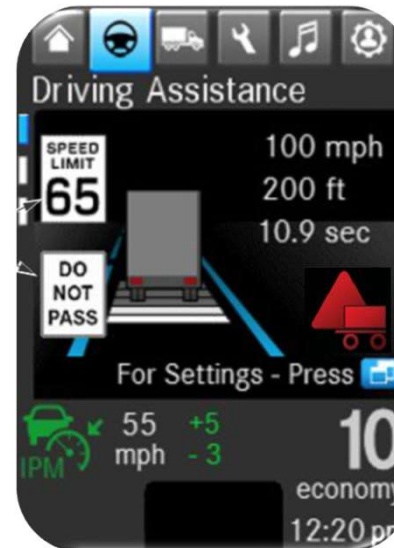 Driving Assistance
SPEED
LIMIT
65
100 mph
200 ft
10.9 sec
DO
NOT
PASS
For Settings - Press
IPM
55 +5
mph - 3
10
economy
12:20 pm